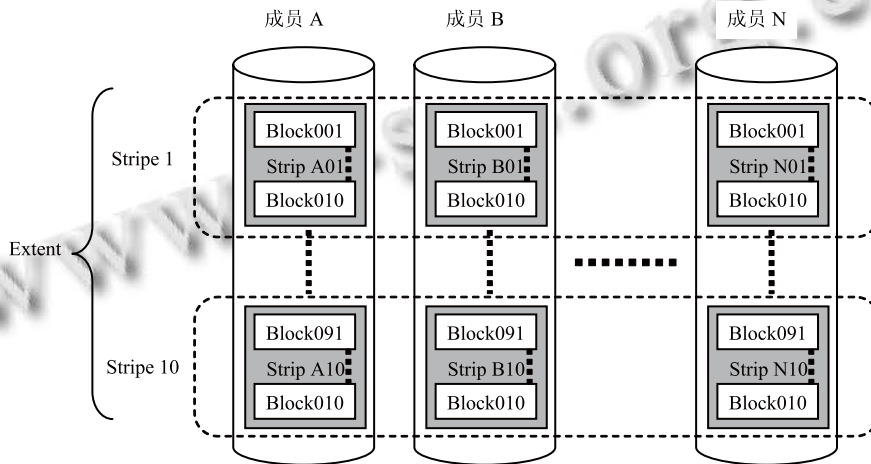 成员 A 成员 B 成员 N
Block001 Block001 Block001
Stripe 1 Strip A01 Strip B01 Strip N01
Block010 Block010 Block010
Extent
Block091 Block091 Block091
Stripe 10 Strip A10 Strip B10 Strip N10
Block010 Block010 Block010